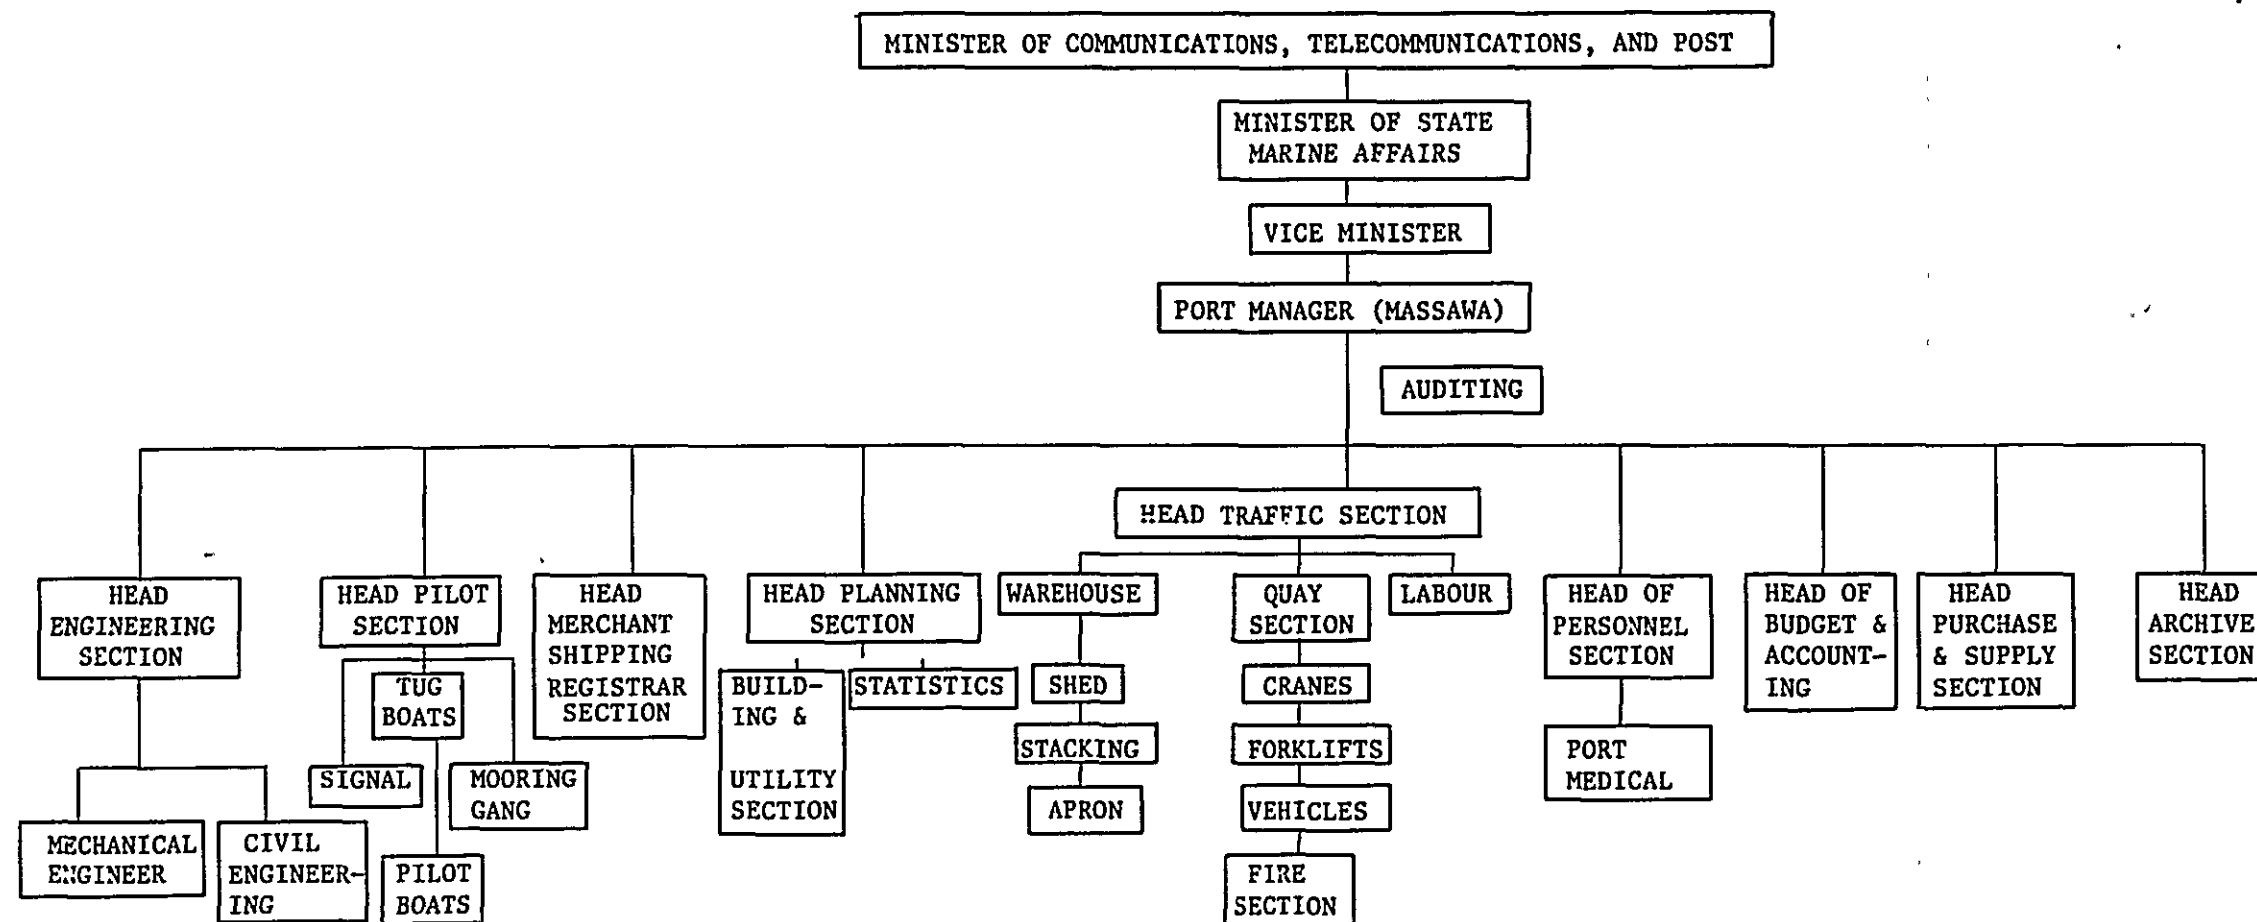 MINISTER OF COMMUNICATIONS, TELECOMMUNICATIONS, AND POST
MINISTER OF STATE
MARINE AFFAIRS
VICE MINISTER
PORT MANAGER (MASSAWA)
AUDITING
HEAD TRAFFIC SECTION
HEAD
ENGINEERING
SECTION
MECHANICAL
ENGINEER
CIVIL
ENGINEER-
ING
HEAD PILOT
SECTION
SIGNAL
TUG
BOATS
PILOT
BOATS
MOORING
GANG
HEAD
MERCHANT
SHIPPING
REGISTRAR
SECTION
HEAD PLANNING
SECTION
BUILD-
ING &
UTILITY
SECTION
STATISTICS
WAREHOUSE
SHED
STACKING
APRON
QUAY
SECTION
CRANES
FORKLIFTS
VEHICLES
FIRE
SECTION
LABOUR
HEAD OF
PERSONNEL
SECTION
PORT
MEDICAL
HEAD OF
BUDGET &
ACCOUNT-
ING
HEAD
PURCHASE
& SUPPLY
SECTION
HEAD
ARCHIVE
SECTION